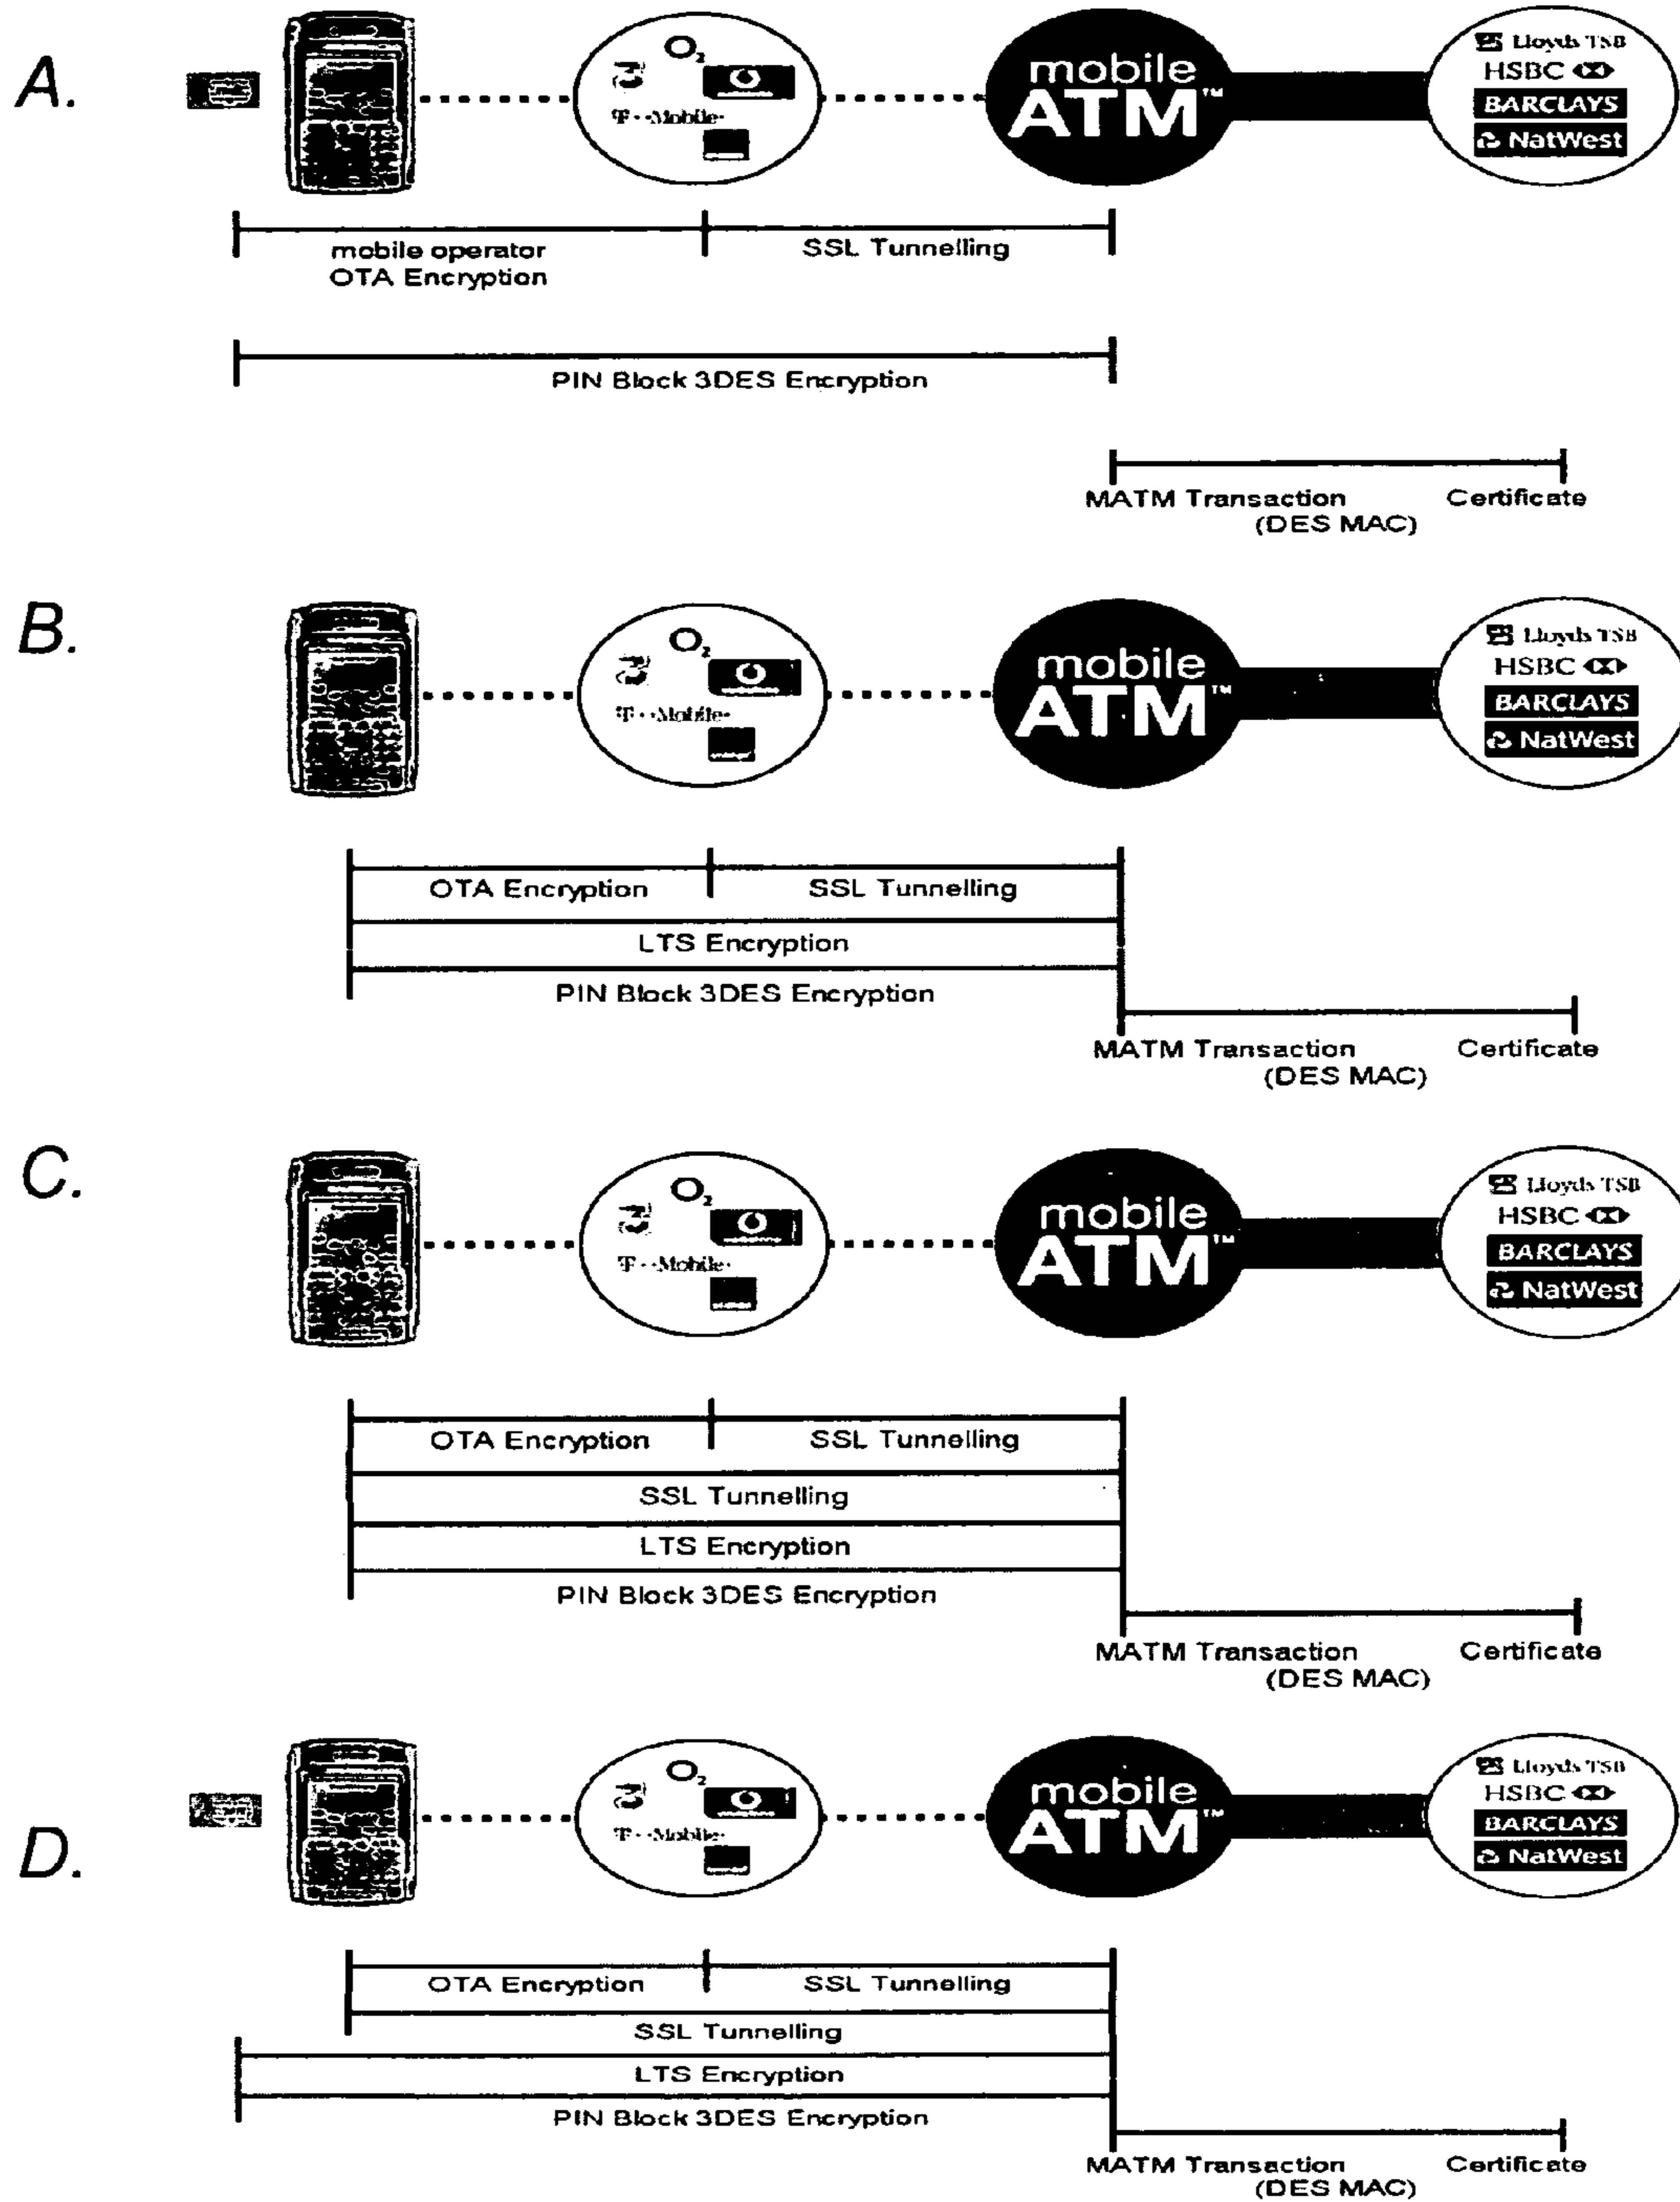 A.
O2
T-Mobile
mobile
ATM™
Lloyds TSB
HSBC
BARCLAYS
NatWest
mobile operator
OTA Encryption
SSL Tunnelling
PIN Block 3DES Encryption
MATM Transaction
(DES MAC)
Certificate
B.
O2
T-Mobile
mobile
ATM™
Lloyds TSB
HSBC
BARCLAYS
NatWest
OTA Encryption
SSL Tunnelling
LTS Encryption
PIN Block 3DES Encryption
MATM Transaction
(DES MAC)
Certificate
C.
O2
T-Mobile
mobile
ATM™
Lloyds TSB
HSBC
BARCLAYS
NatWest
OTA Encryption
SSL Tunnelling
SSL Tunnelling
LTS Encryption
PIN Block 3DES Encryption
MATM Transaction
(DES MAC)
Certificate
D.
O2
T-Mobile
mobile
ATM™
Lloyds TSB
HSBC
BARCLAYS
NatWest
OTA Encryption
SSL Tunnelling
SSL Tunnelling
LTS Encryption
PIN Block 3DES Encryption
MATM Transaction
(DES MAC)
Certificate